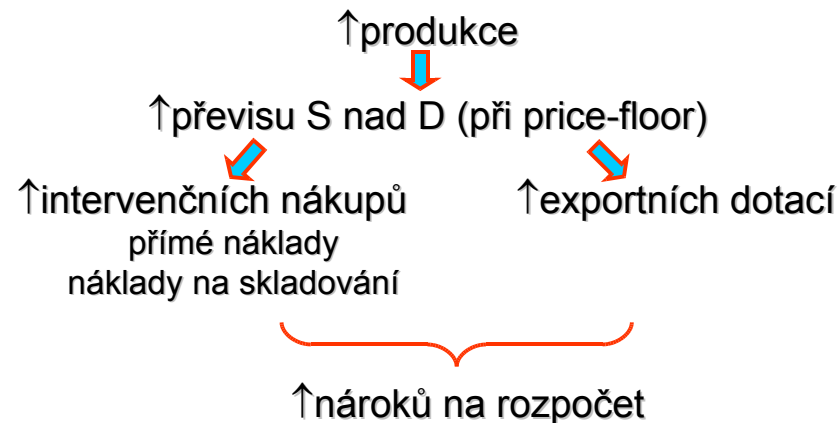 ↑produkce
↑převisu S nad D (při price-floor)
↑intervenčních nákupů
přímé náklady
náklady na skladování
↑exportních dotací
↑nároků na rozpočet